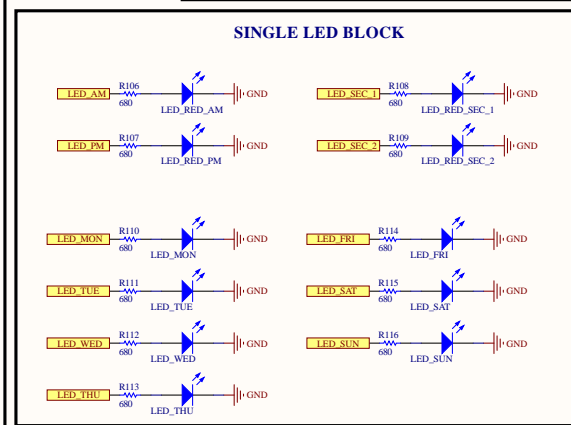 SINGLE LED BLOCK
LED_AM R106 680 LED_RED_AM GND
LED_SEC_1 R108 680 LED_RED_SEC_1 GND
LED_PM R107 680 LED_RED_PM GND
LED_SEC_2 R109 680 LED_RED_SEC_2 GND
LED_MON R110 680 LED_MON GND
LED_FRI R114 680 LED_FRI GND
LED_TUE R111 680 LED_TUE GND
LED_SAT R115 680 LED_SAT GND
LED_WED R112 680 LED_WED GND
LED_SUN R116 680 LED_SUN GND
LED_THU R113 680 LED_THU GND